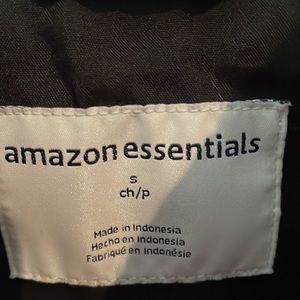 amazon essentials
S
ch/p
Made in Indonesia
Hecho en Indonesia
Fabriqué en Indonésie